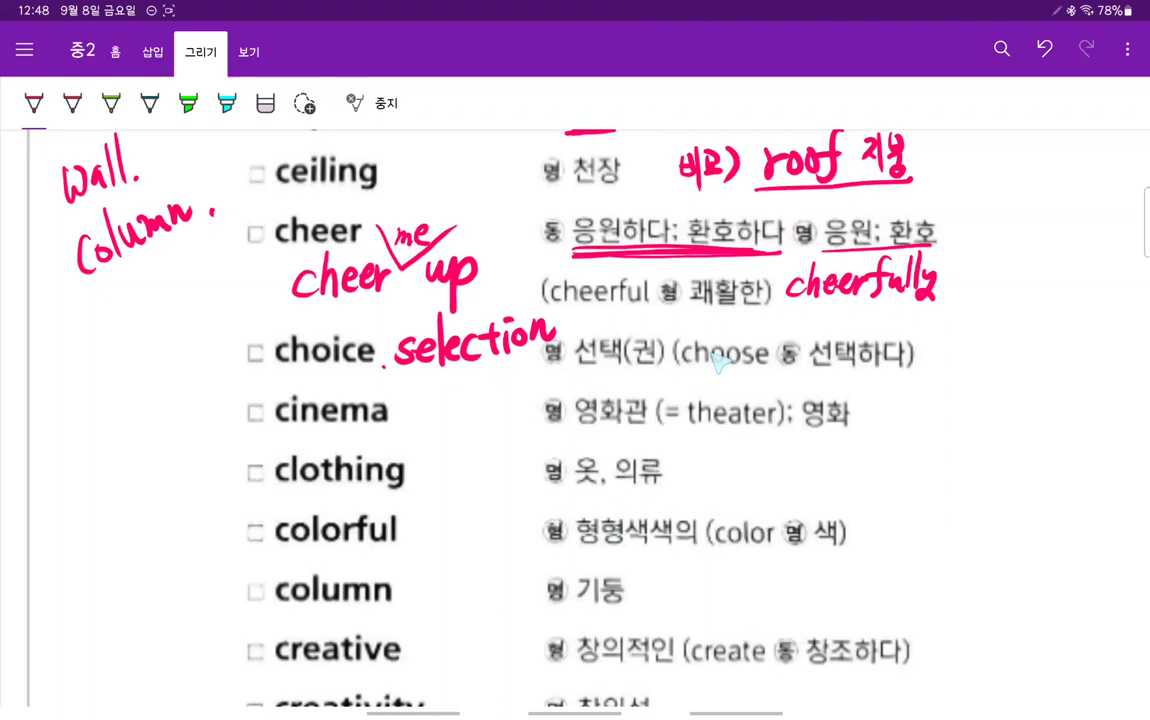 12:48 9월 8일 금요일 78%
중2 홈 삽입 그리기 보기
중지
wall.
column.
ceiling 명 천장 비교) roof 지붕
cheer 동 응원하다; 환호하다 명 응원; 환호
cheer me up (cheerful 형 쾌활한) cheerfully
choice . selection 명 선택(권) (choose 동 선택하다)
cinema 명 영화관 (= theater); 영화
clothing 명 옷, 의류
colorful 형 형형색색의 (color 명 색)
column 명 기둥
creative 형 창의적인 (create 동 창조하다)
creativity 명 창의성